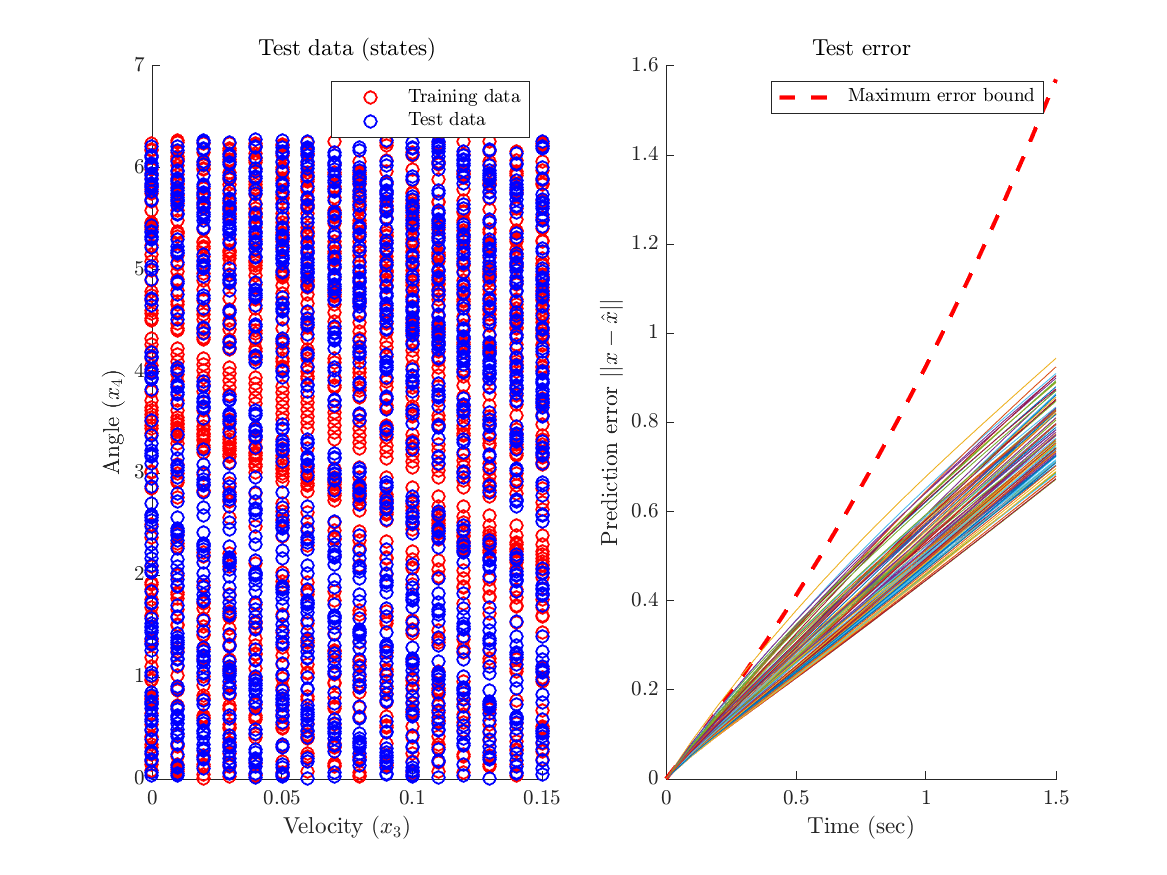 Test data (states)
Training data
Test data
7
6
5
4
3
2
1
0
0
0.05
0.1
0.15
Angle (x₄)
Velocity (x₃)
Test error
Maximum error bound
1.6
1.4
1.2
1
0.8
0.6
0.4
0.2
0
0
0.5
1
1.5
Prediction error ||x − x̂||
Time (sec)